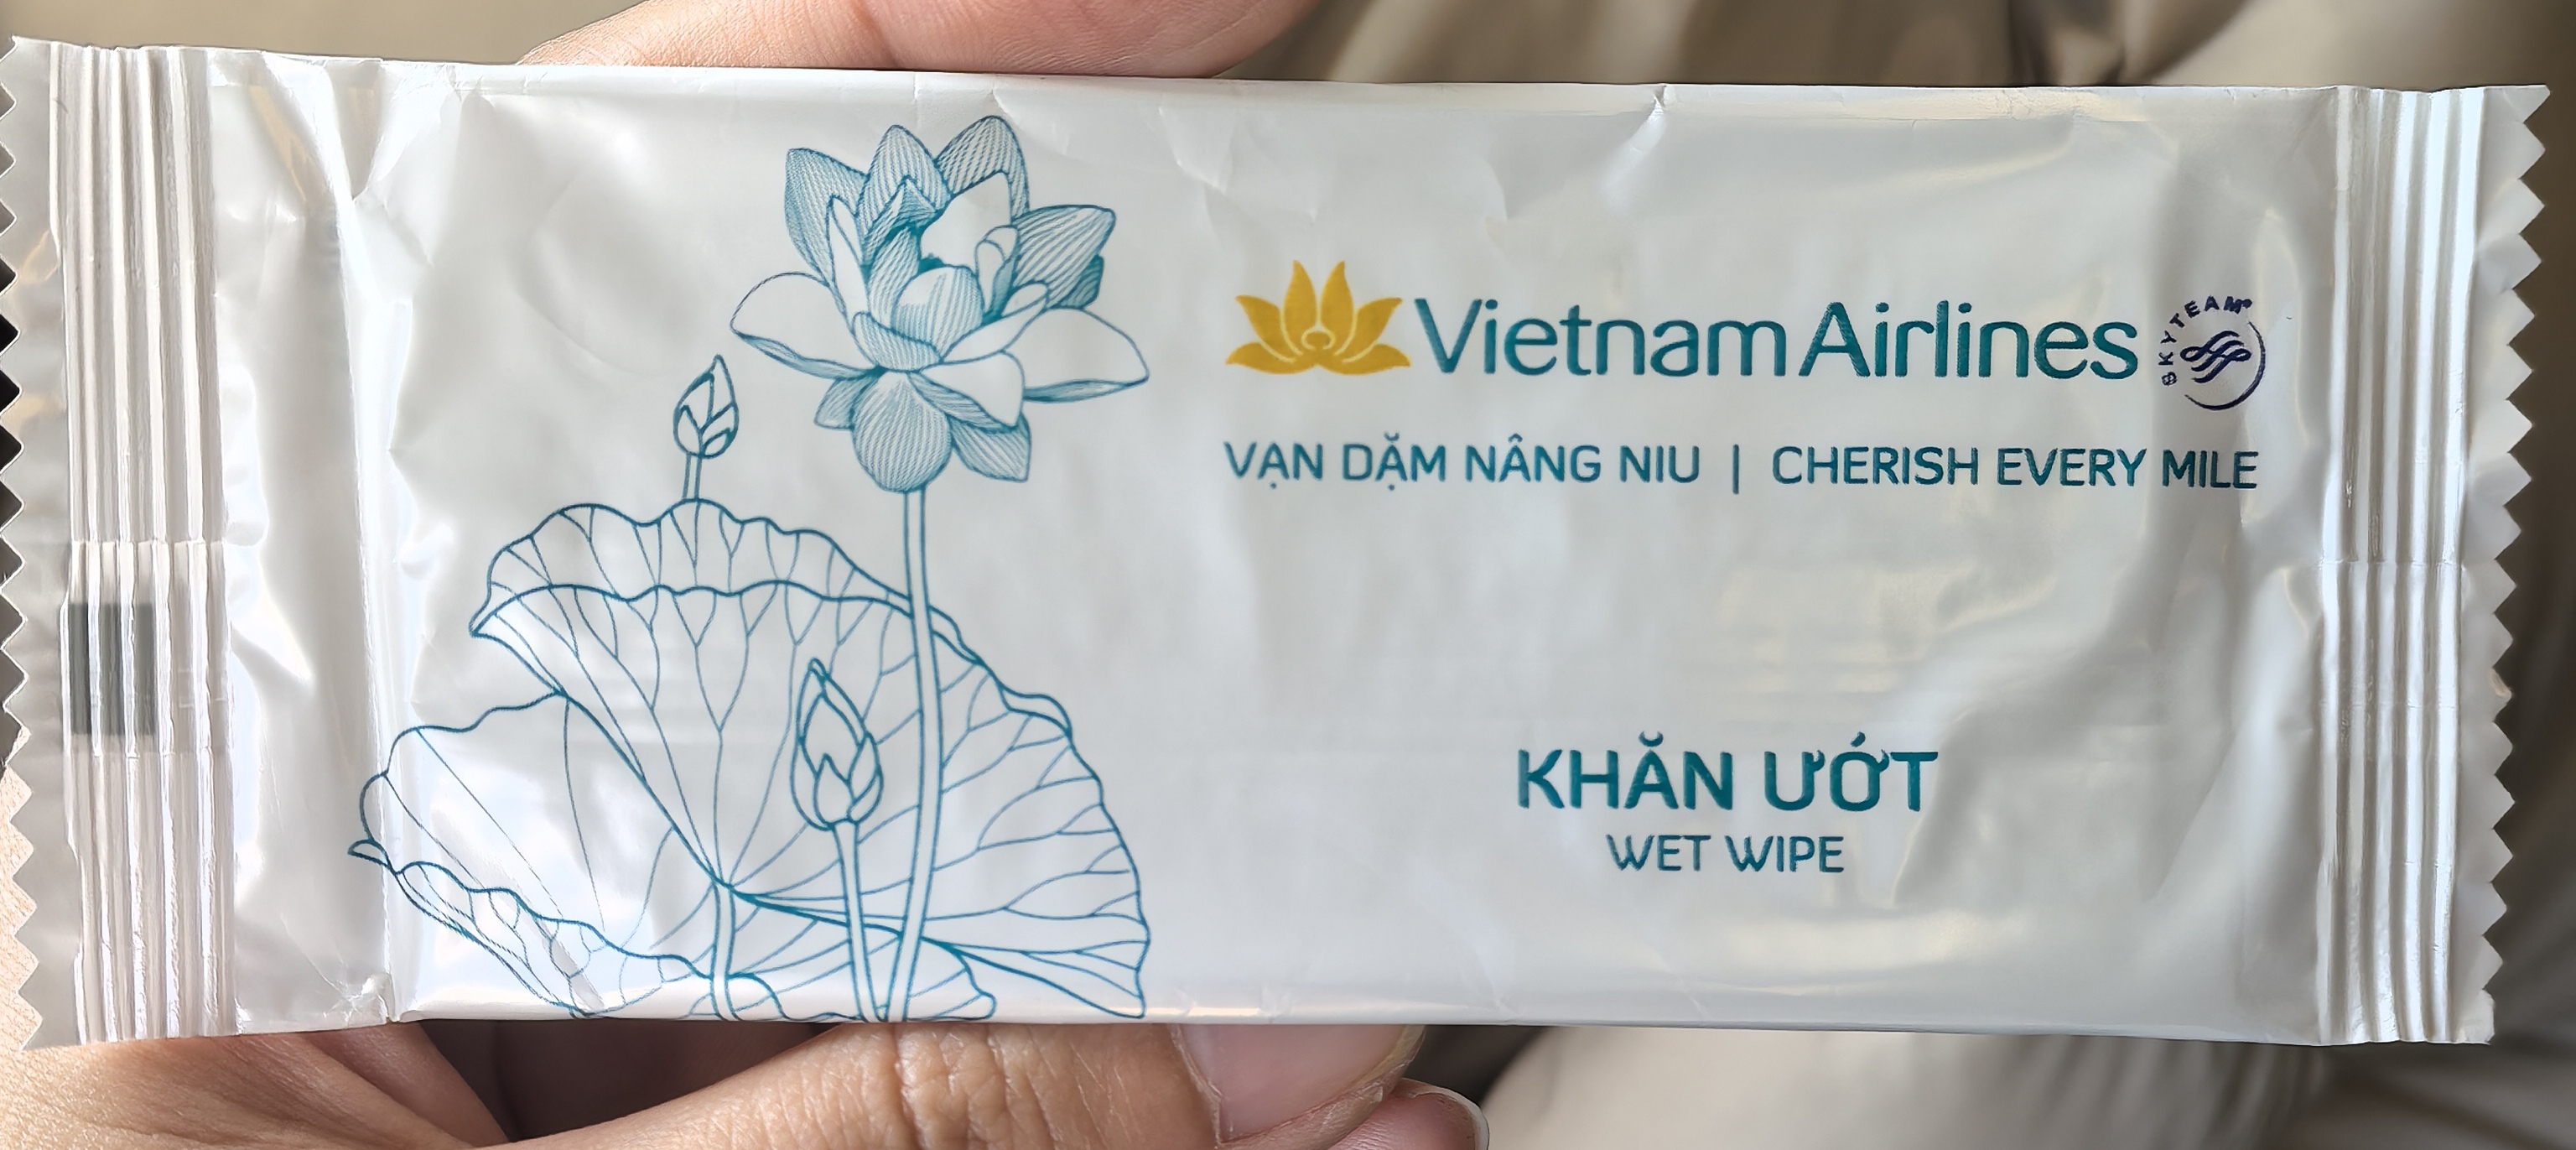 Vietnam Airlines SKYTEAM
VẠN DẶM NÂNG NIU | CHERISH EVERY MILE
KHĂN ƯỚT
WET WIPE